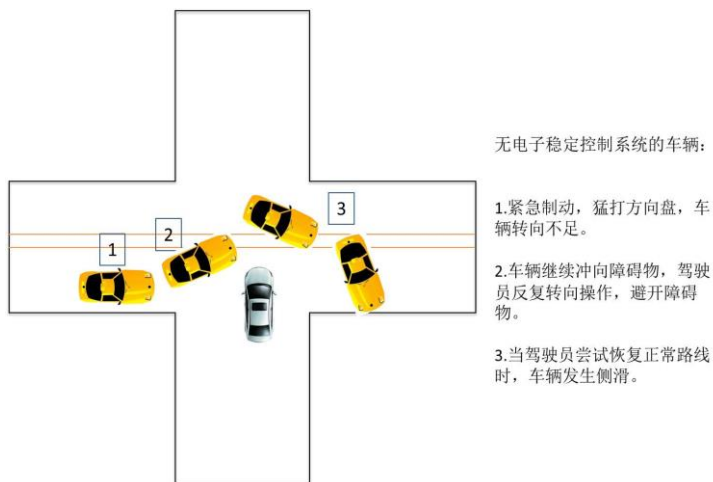 1
2
3
无电子稳定控制系统的车辆：
1.紧急制动，猛打方向盘，车
辆转向不足。
2.车辆继续冲向障碍物，驾驶
员反复转向操作，避开障碍
物。
3.当驾驶员尝试恢复正常路线
时，车辆发生侧滑。